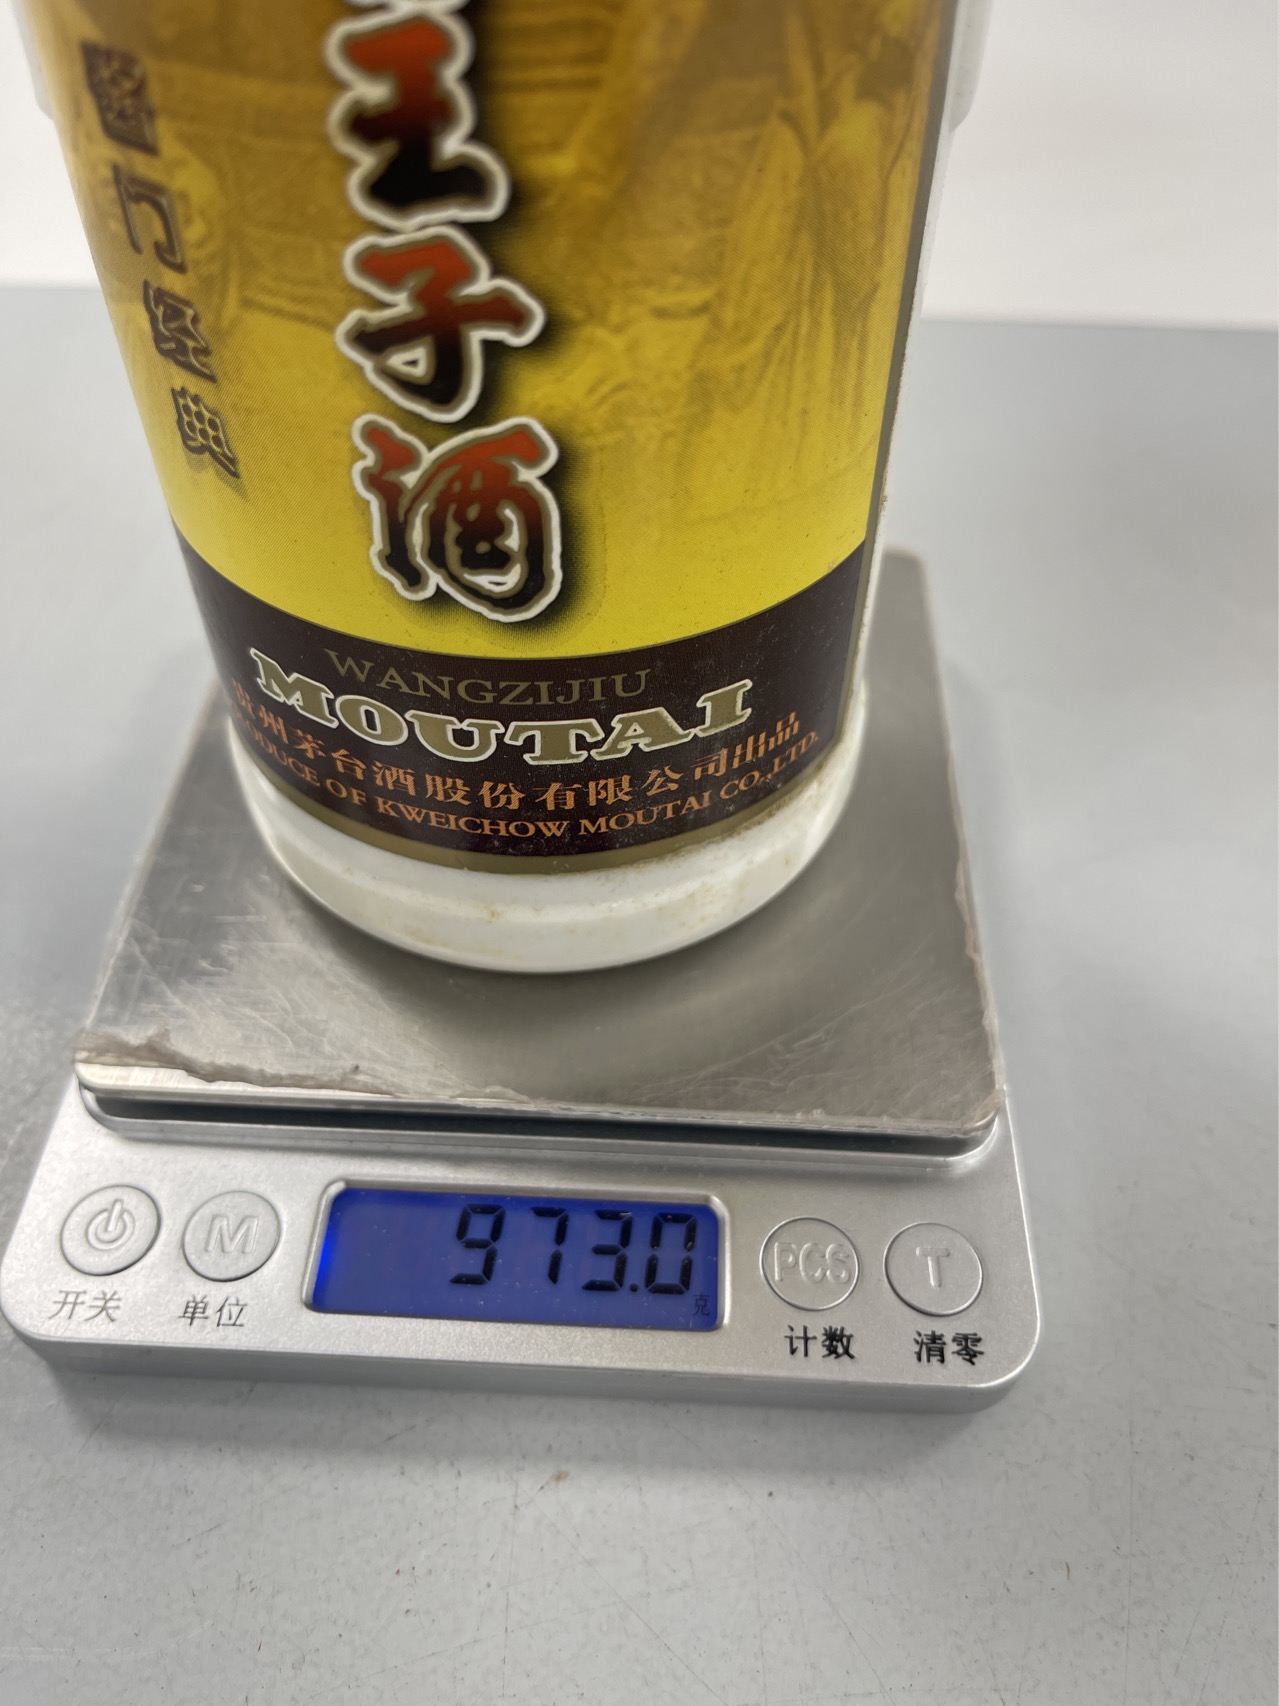 王子酒
酱门经典
WANGZIJIU
MOUTAI
贵州茅台酒股份有限公司出品
PRODUCE OF KWEICHOW MOUTAI CO.,LTD.
973.0
克
M
PCS
T
开关
单位
计数
清零